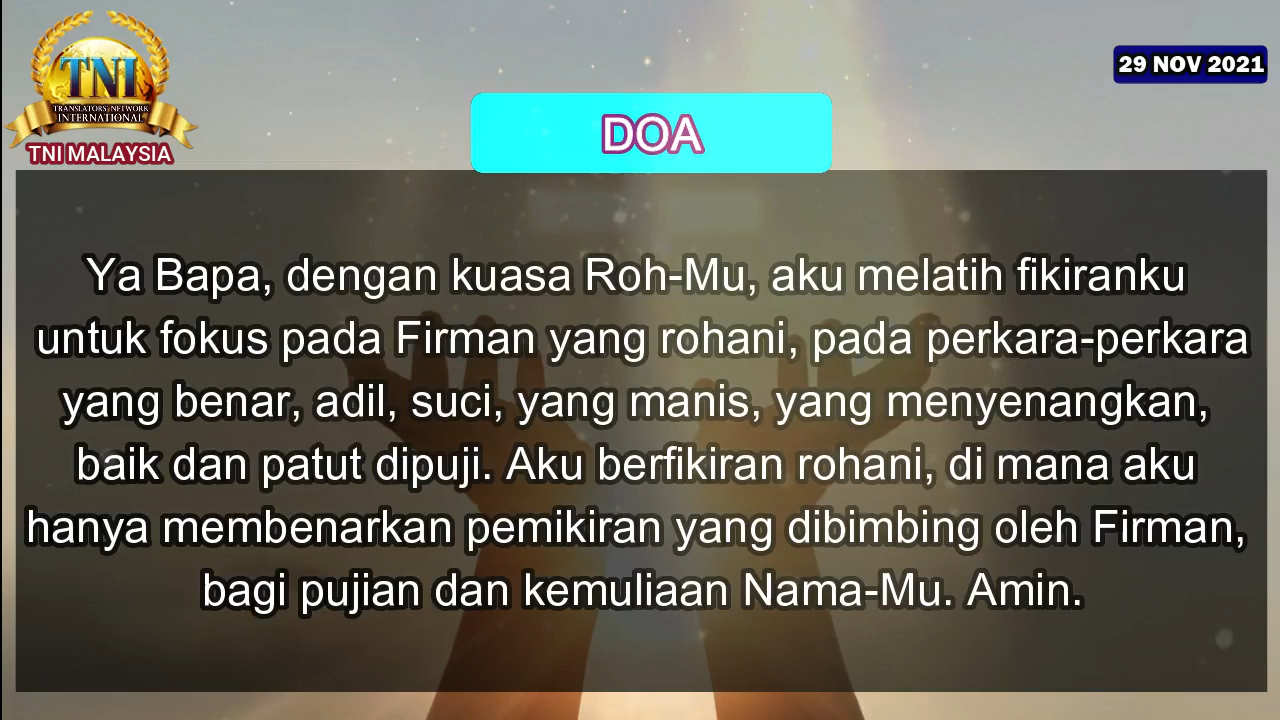 TNI
TRANSLATORS' NETWORK
INTERNATIONAL
TNI MALAYSIA
29 NOV 2021
DOA
Ya Bapa, dengan kuasa Roh-Mu, aku melatih fikiranku
untuk fokus pada Firman yang rohani, pada perkara-perkara
yang benar, adil, suci, yang manis, yang menyenangkan,
baik dan patut dipuji. Aku berfikiran rohani, di mana aku
hanya membenarkan pemikiran yang dibimbing oleh Firman,
bagi pujian dan kemuliaan Nama-Mu. Amin.